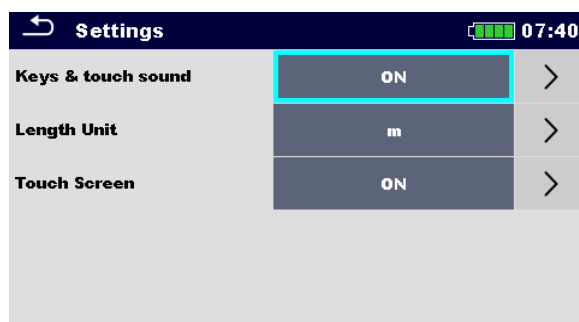 Settings 07:40
Keys & touch sound ON
Length Unit m
Touch Screen ON